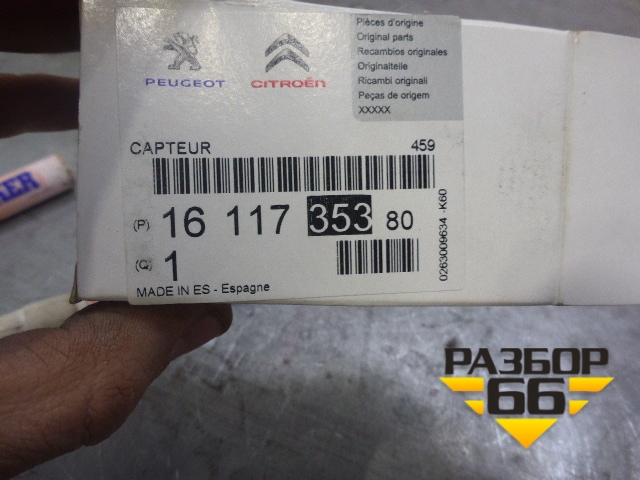 PEUGEOT
CITROËN
Pièces d'origine
Original parts
Recambios originales
Originalteile
Ricambi originali
Peças de origem
XXXXX
CAPTEUR 459
(P) 16 117 353 80
(Q) 1
MADE IN ES - Espagne
0263009634 -K60
KER
РАЗБОР
66